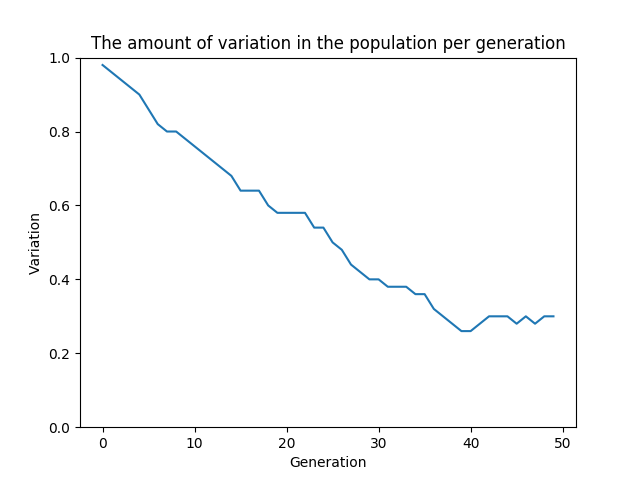 The amount of variation in the population per generation
1.0
0.8
0.6
0.4
0.2
0.0
Variation
0 10 20 30 40 50
Generation